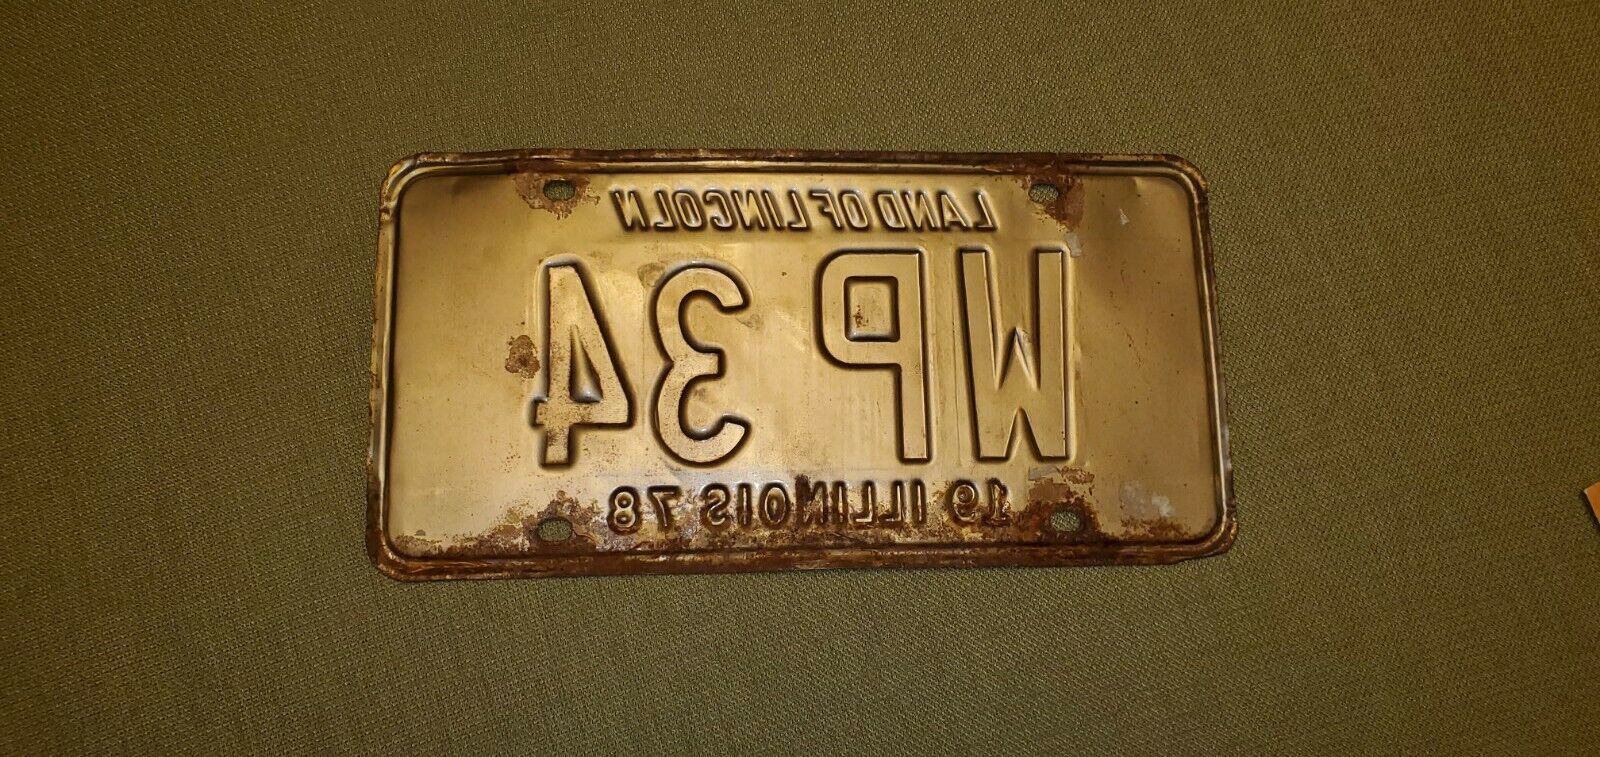 LAND OF LINCOLN
WP 34
19 ILLINOIS 78